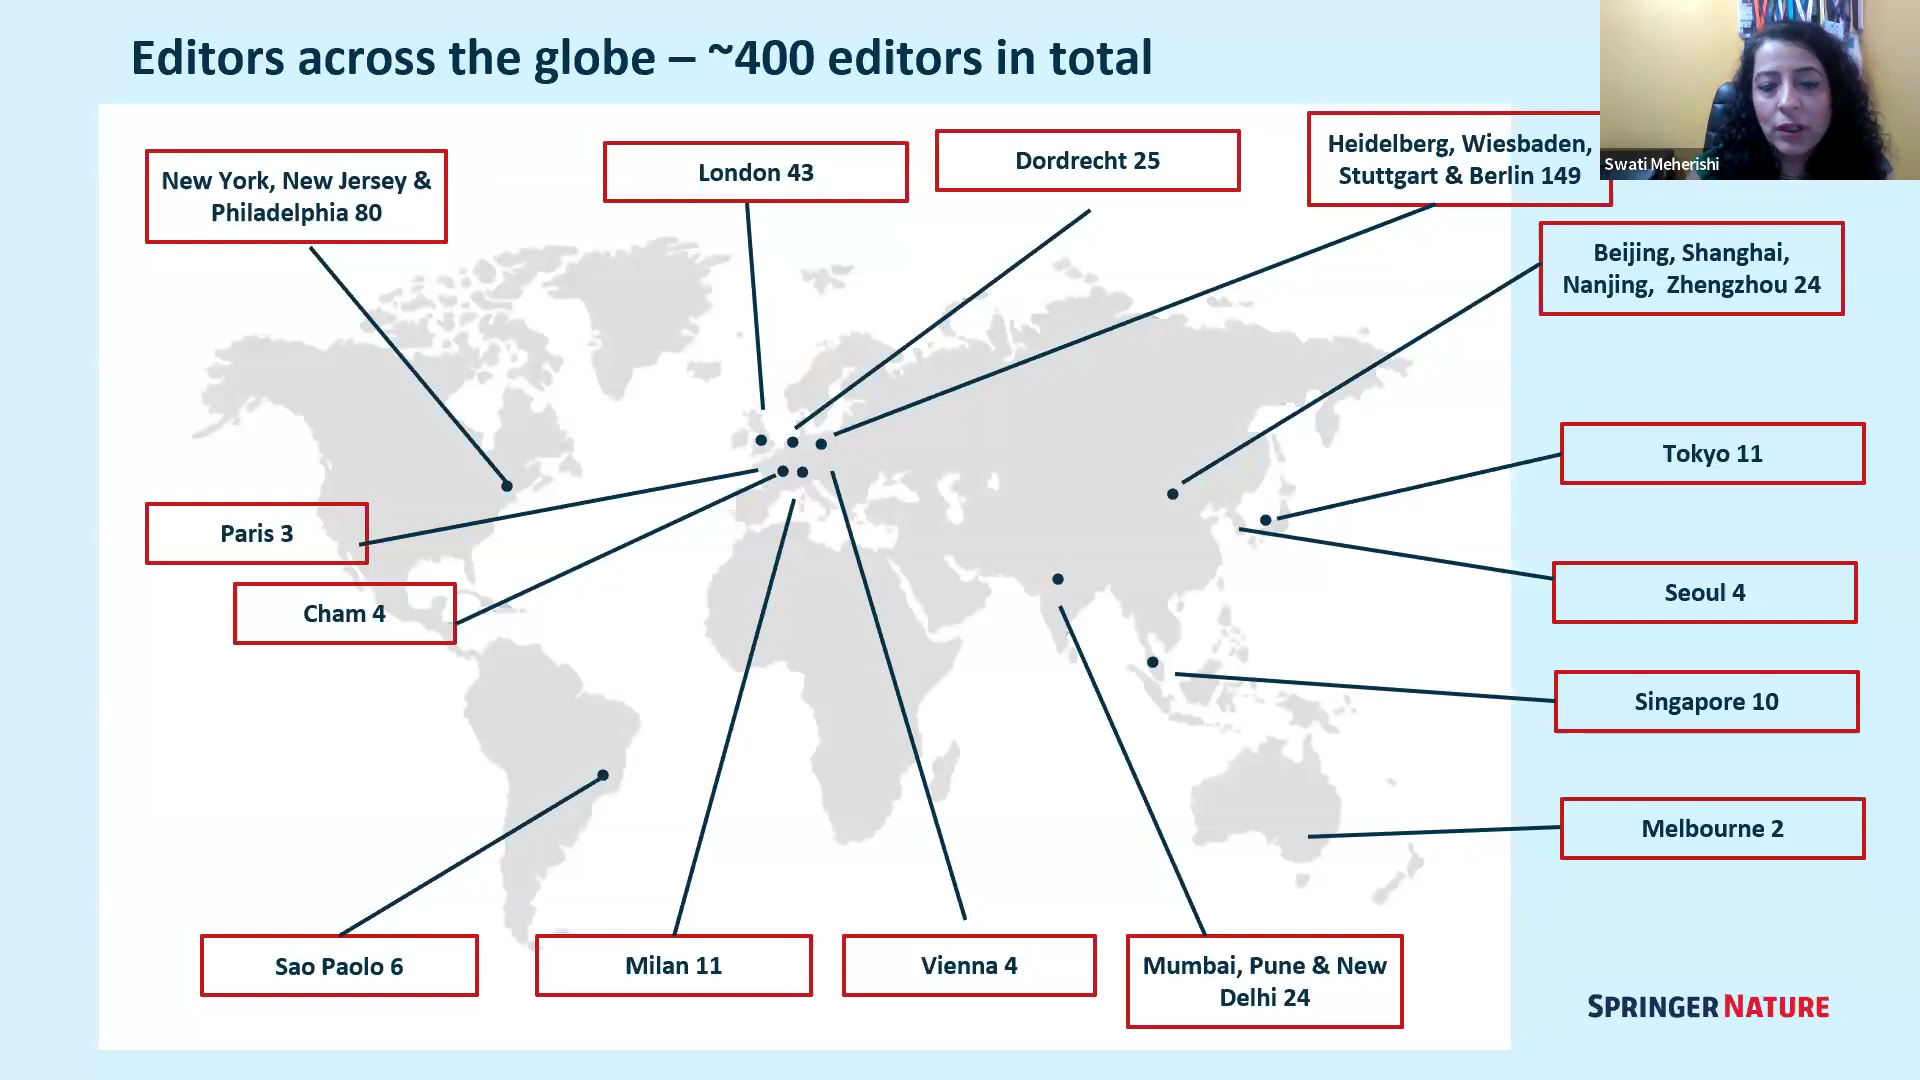 Editors across the globe – ~400 editors in total
Swati Meherishi
New York, New Jersey &
Philadelphia 80
London 43
Dordrecht 25
Heidelberg, Wiesbaden,
Stuttgart & Berlin 149
Beijing, Shanghai,
Nanjing, Zhengzhou 24
Tokyo 11
Paris 3
Seoul 4
Cham 4
Singapore 10
Melbourne 2
Sao Paolo 6
Milan 11
Vienna 4
Mumbai, Pune & New
Delhi 24
SPRINGER NATURE